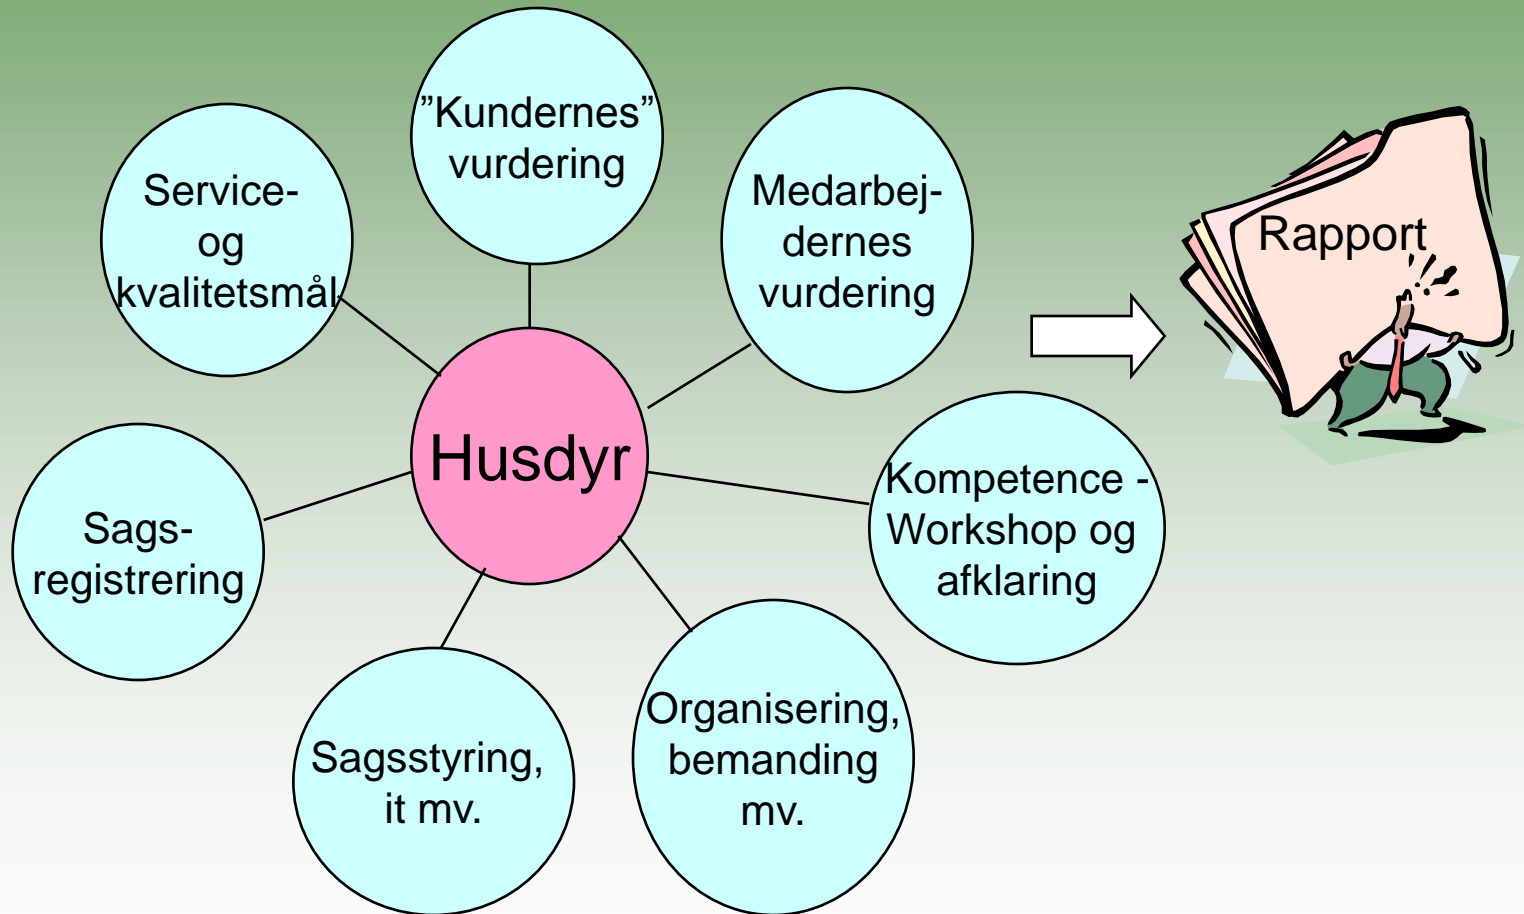 ”Kundernes”
vurdering
Service-
og
kvalitetsmål
Medarbej-
dernes
vurdering
Rapport
Husdyr
Kompetence -
Workshop og
afklaring
Sags-
registrering
Organisering,
bemanding
mv.
Sagsstyring,
it mv.